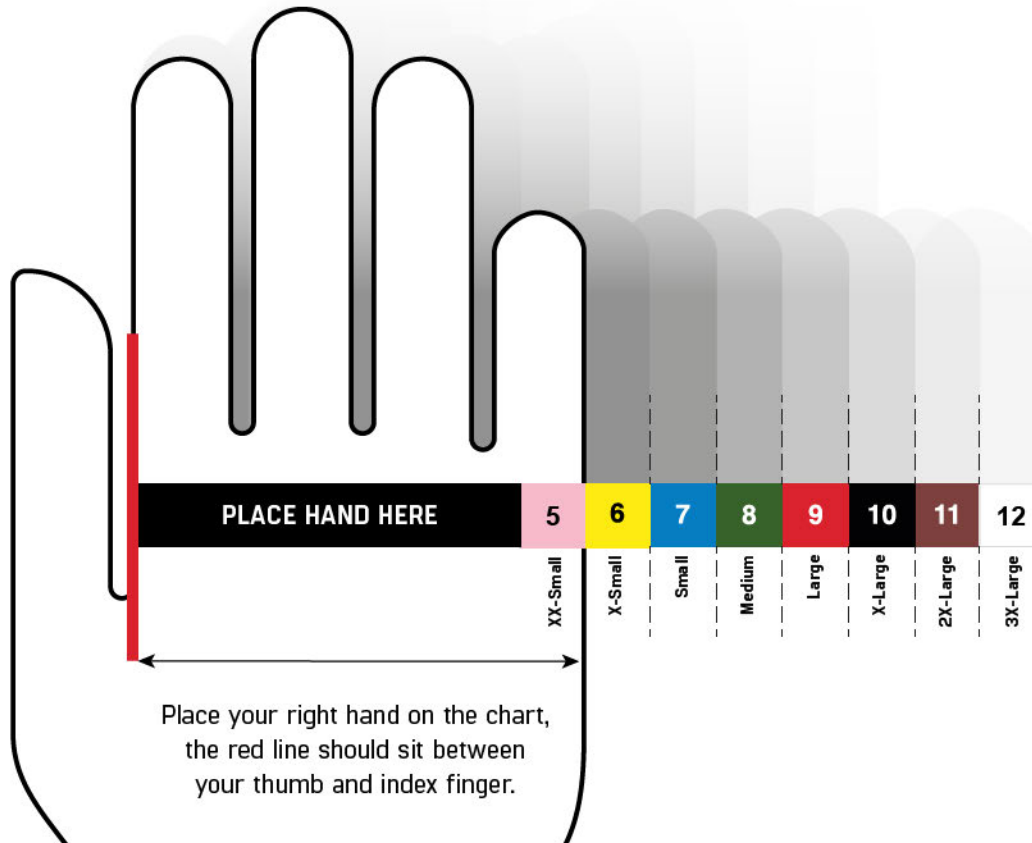 PLACE HAND HERE 5 6 7 8 9 10 11 12
XX-Small
X-Small
Small
Medium
Large
X-Large
2X-Large
3X-Large
Place your right hand on the chart,
the red line should sit between
your thumb and index finger.